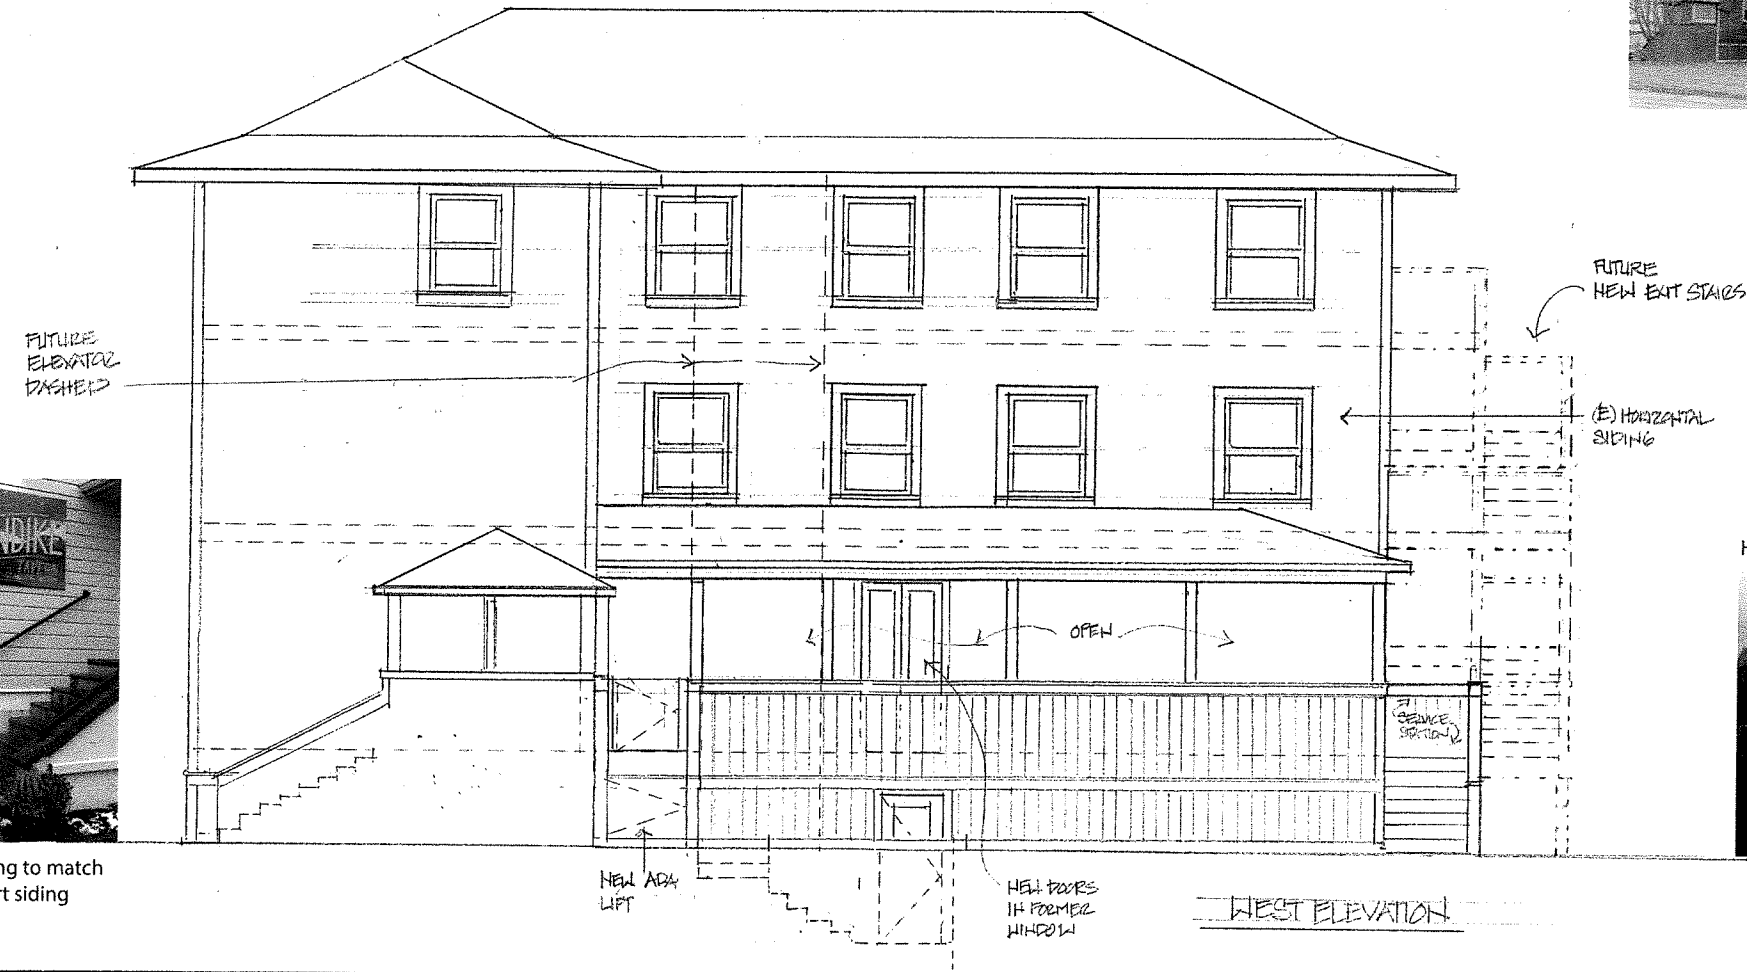 FUTURE
NEW EXIT STAIRS
FUTURE
ELEVATOR
DASHED
(E) HORIZONTAL
SIDING
NDIKE
OPEN
SERVICE
STATION
ng to match
rt siding
NEW ADA
LIFT
NEW DOORS
IN FORMER
WINDOW
WEST ELEVATION
H